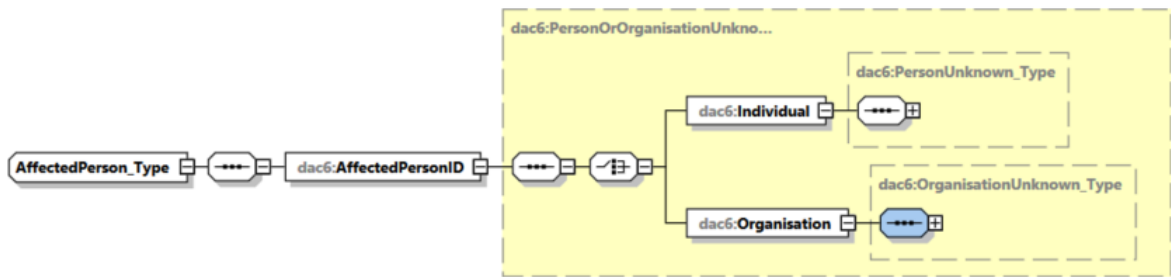 dac6:PersonOrOrganisationUnkno...
dac6:PersonUnknown_Type
dac6:Individual
AffectedPerson_Type
dac6:AffectedPersonID
dac6:OrganisationUnknown_Type
dac6:Organisation